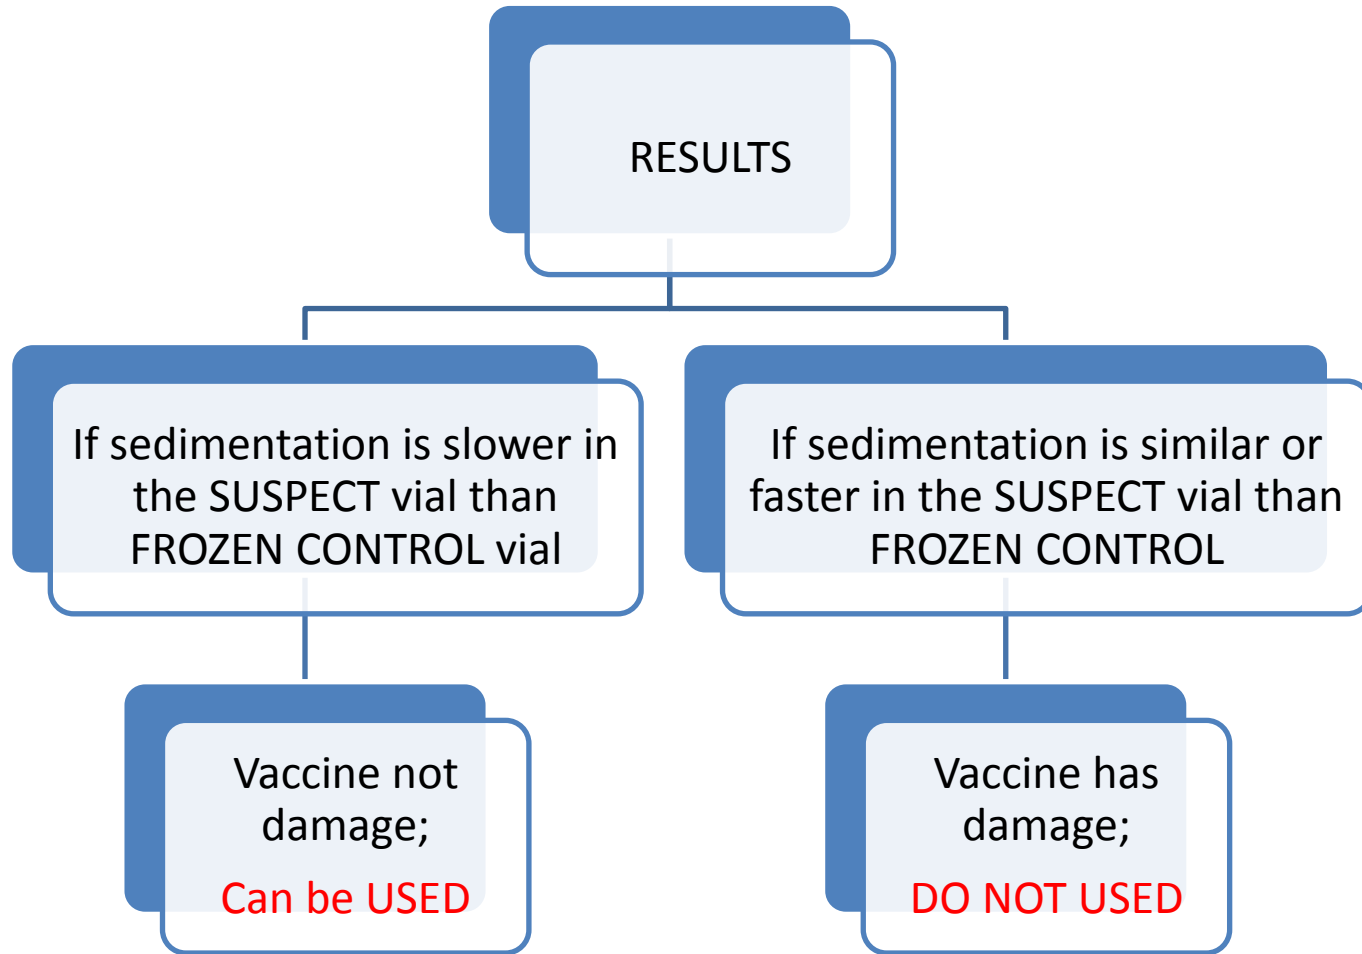 RESULTS
If sedimentation is slower in
the SUSPECT vial than
FROZEN CONTROL vial
If sedimentation is similar or
faster in the SUSPECT vial than
FROZEN CONTROL
Vaccine not
damage;
Can be USED
Vaccine has
damage;
DO NOT USED